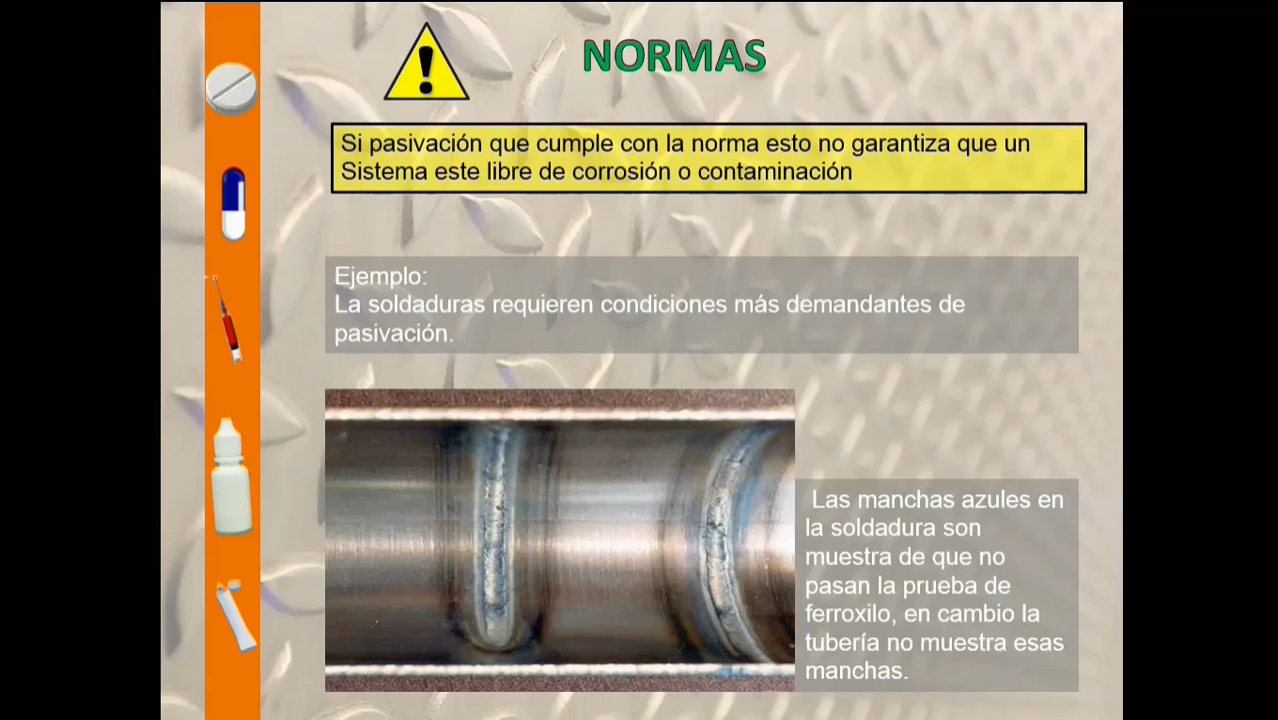 NORMAS
Si pasivación que cumple con la norma esto no garantiza que un
Sistema este libre de corrosión o contaminación
Ejemplo:
La soldaduras requieren condiciones más demandantes de
pasivación.
Las manchas azules en
la soldadura son
muestra de que no
pasan la prueba de
ferroxilo, en cambio la
tubería no muestra esas
manchas.